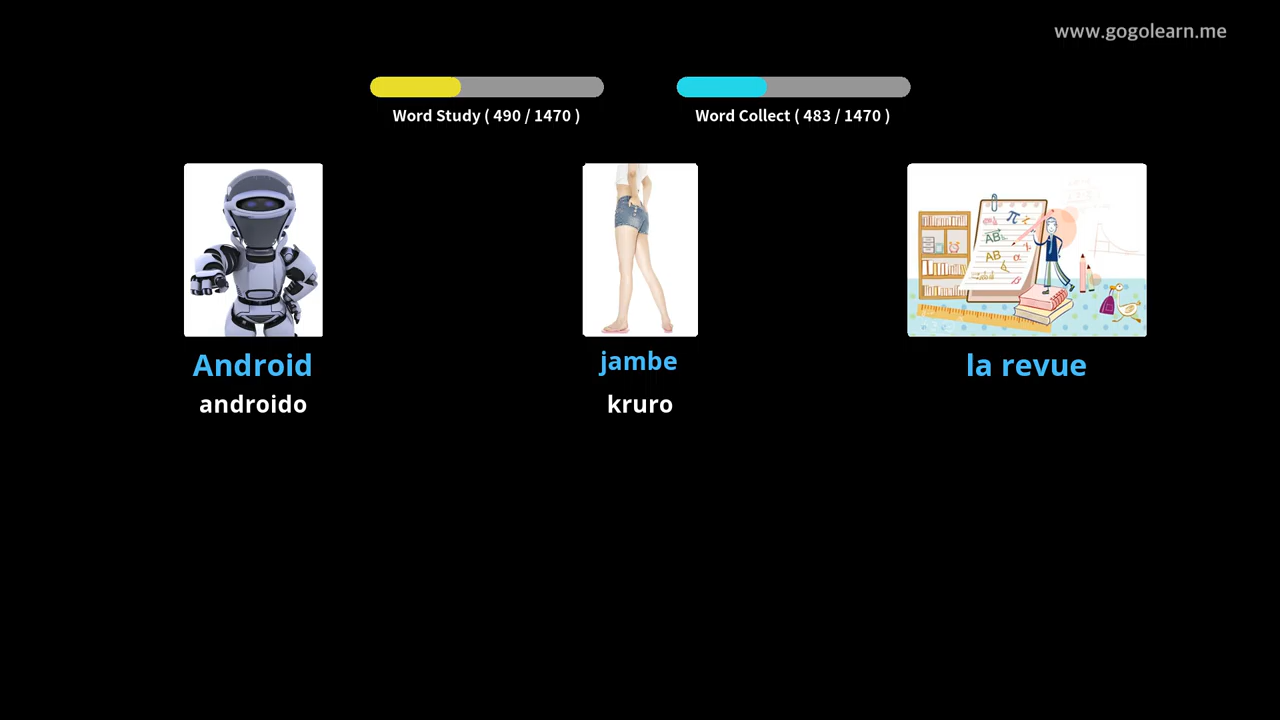 www.gogolearn.me
Word Study ( 490 / 1470 )
Word Collect ( 483 / 1470 )
Android
androido
jambe
kruro
la revue